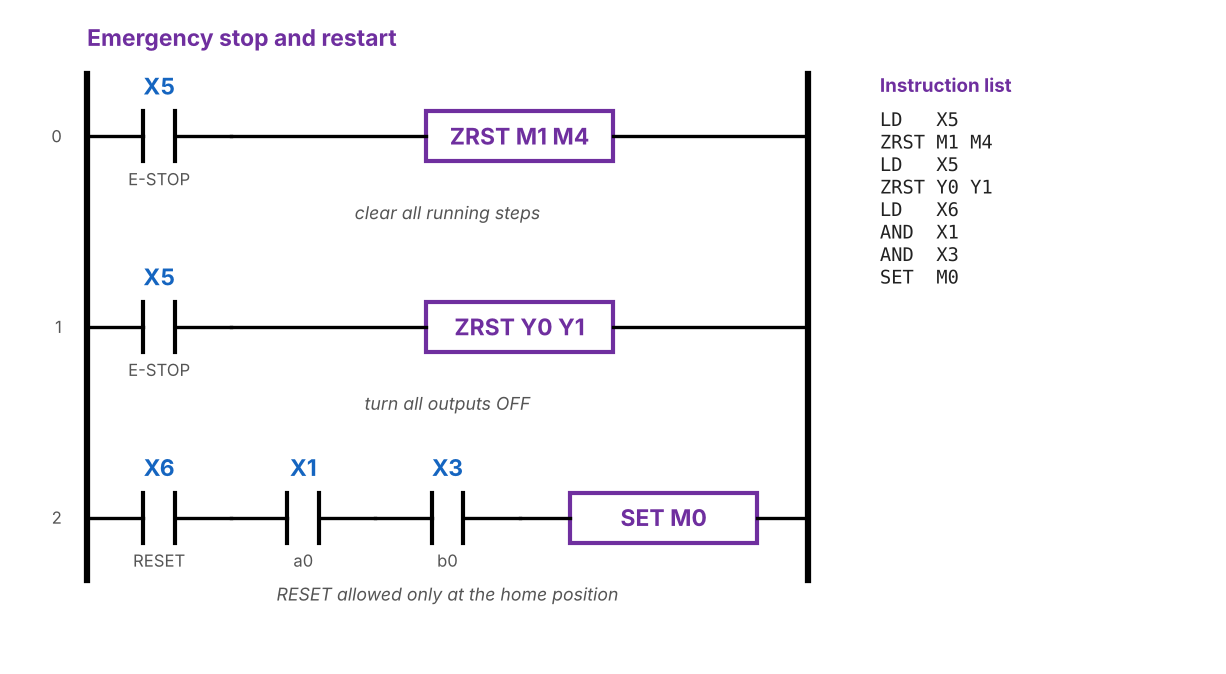 Emergency stop and restart
X5
0
ZRST M1 M4
E-STOP
clear all running steps
X5
1
ZRST Y0 Y1
E-STOP
turn all outputs OFF
X6 X1 X3
2
SET M0
RESET a0 b0
RESET allowed only at the home position
Instruction list
LD X5
ZRST M1 M4
LD X5
ZRST Y0 Y1
LD X6
AND X1
AND X3
SET M0